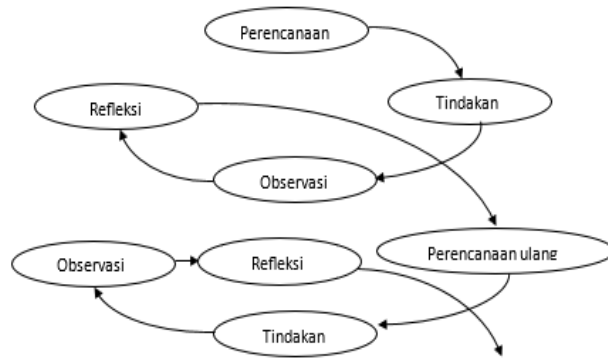 Perencanaan
Refleksi
Tindakan
Observasi
Perencanaan ulang
Observasi
Refleksi
Tindakan